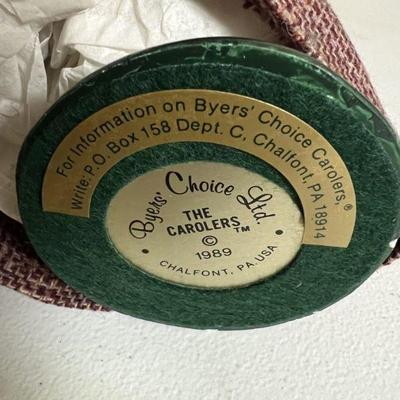 For Information on Byers' Choice Carolers,®
Write: P.O. Box 158 Dept. C, Chalfont, PA 18914
Byers' Choice Ltd.
THE
CAROLERS™
©
1989
CHALFONT, PA. USA